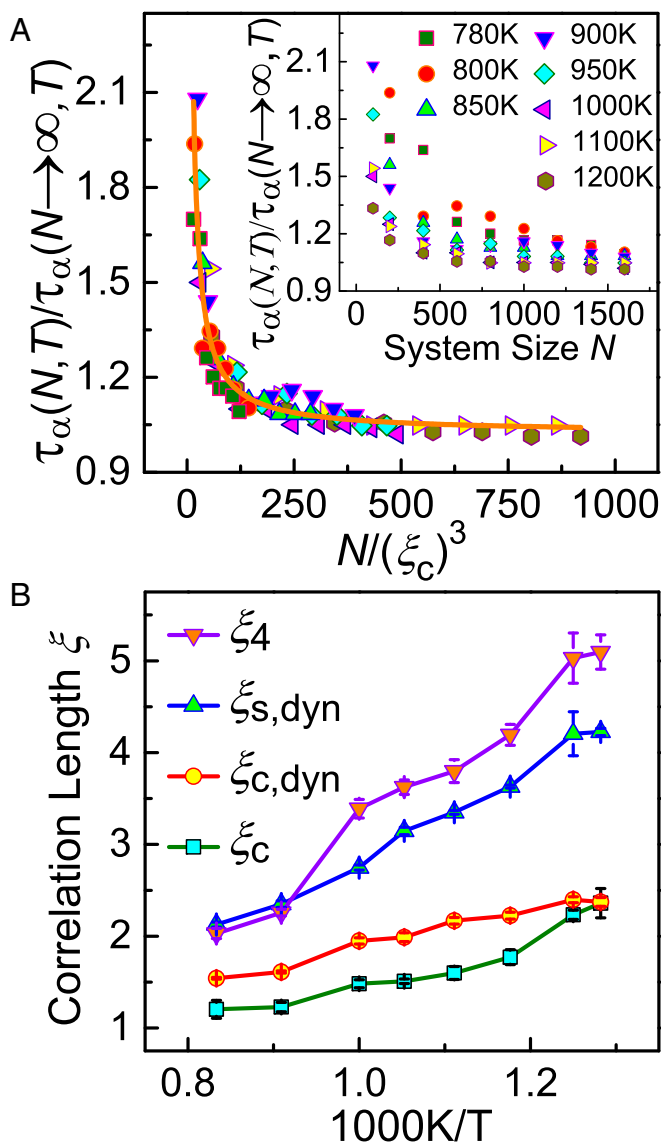 A
τα(N,T)/τα(N→∞,T)
2.1
1.8
1.5
1.2
0.9
0 250 500 750 1000
N/(ξc)³
τα(N,T)/τα(N→∞,T)
2.1
1.8
1.5
1.2
0.9
0 500 1000 1500
System Size N
780K
800K
850K
900K
950K
1000K
1100K
1200K
B
Correlation Length ξ
5
4
3
2
1
ξ4
ξs,dyn
ξc,dyn
ξc
0.8 1.0 1.2
1000K/T